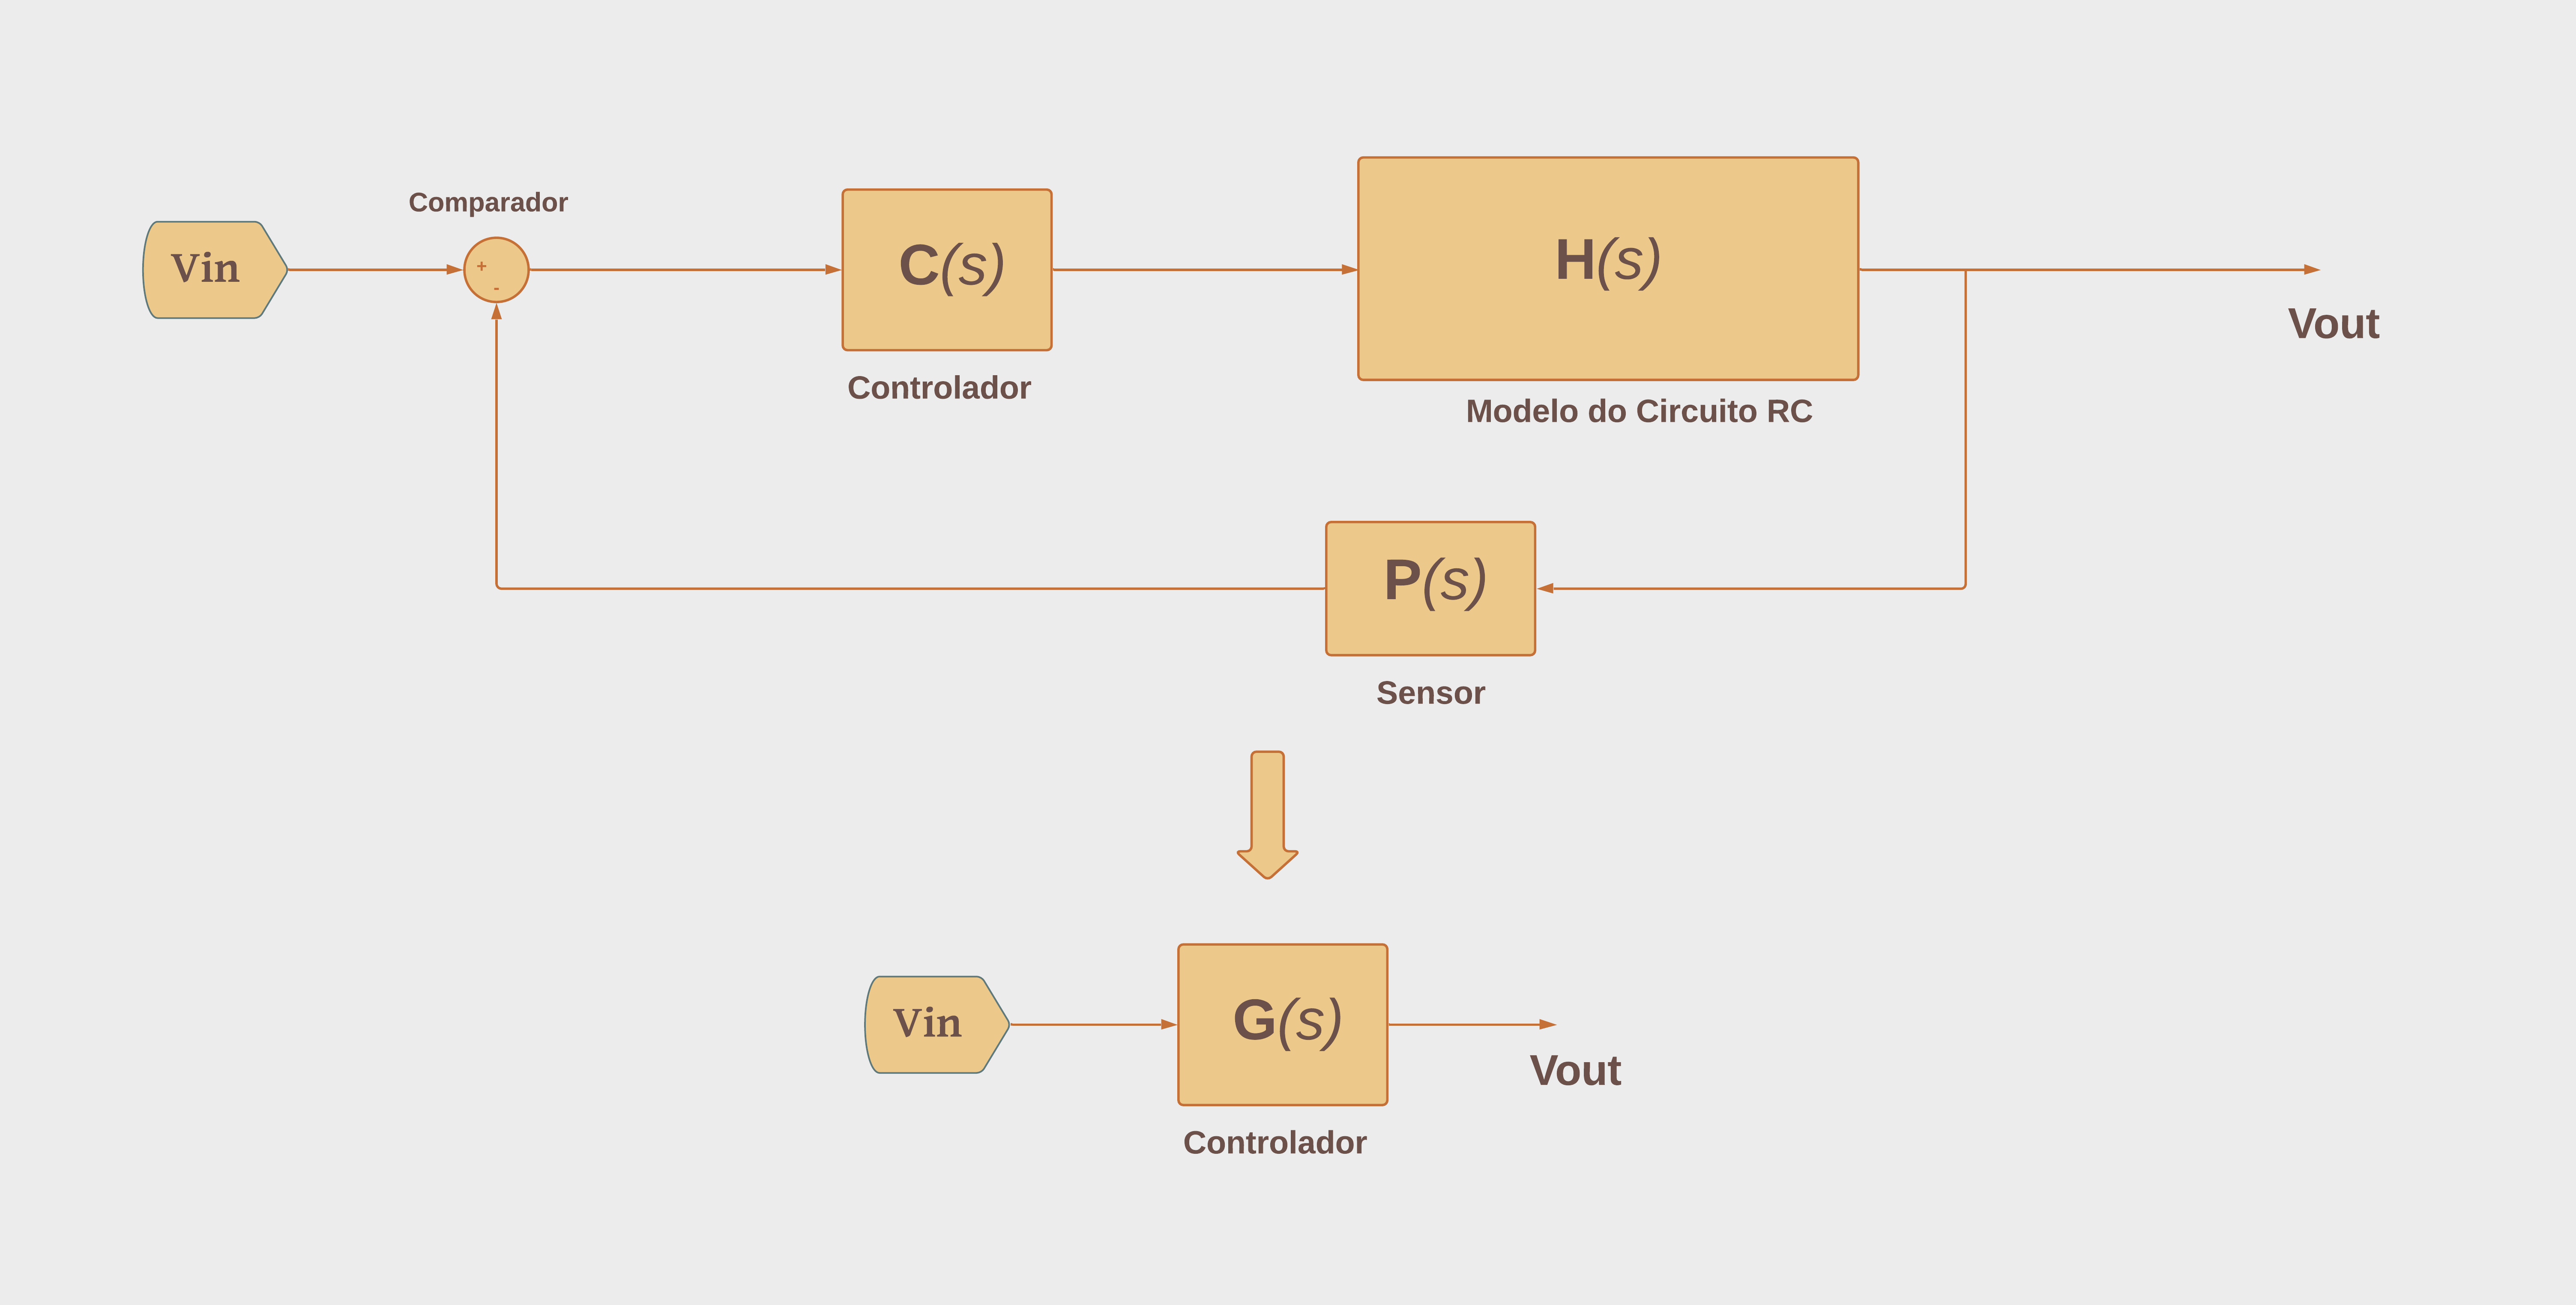 Comparador
Vin
+
-
C(s)
Controlador
H(s)
Modelo do Circuito RC
Vout
P(s)
Sensor
Vin
G(s)
Vout
Controlador